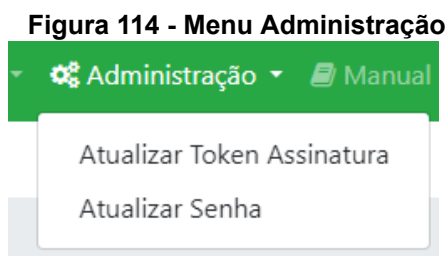 Figura 114 - Menu Administração
Administração Manual
Atualizar Token Assinatura
Atualizar Senha